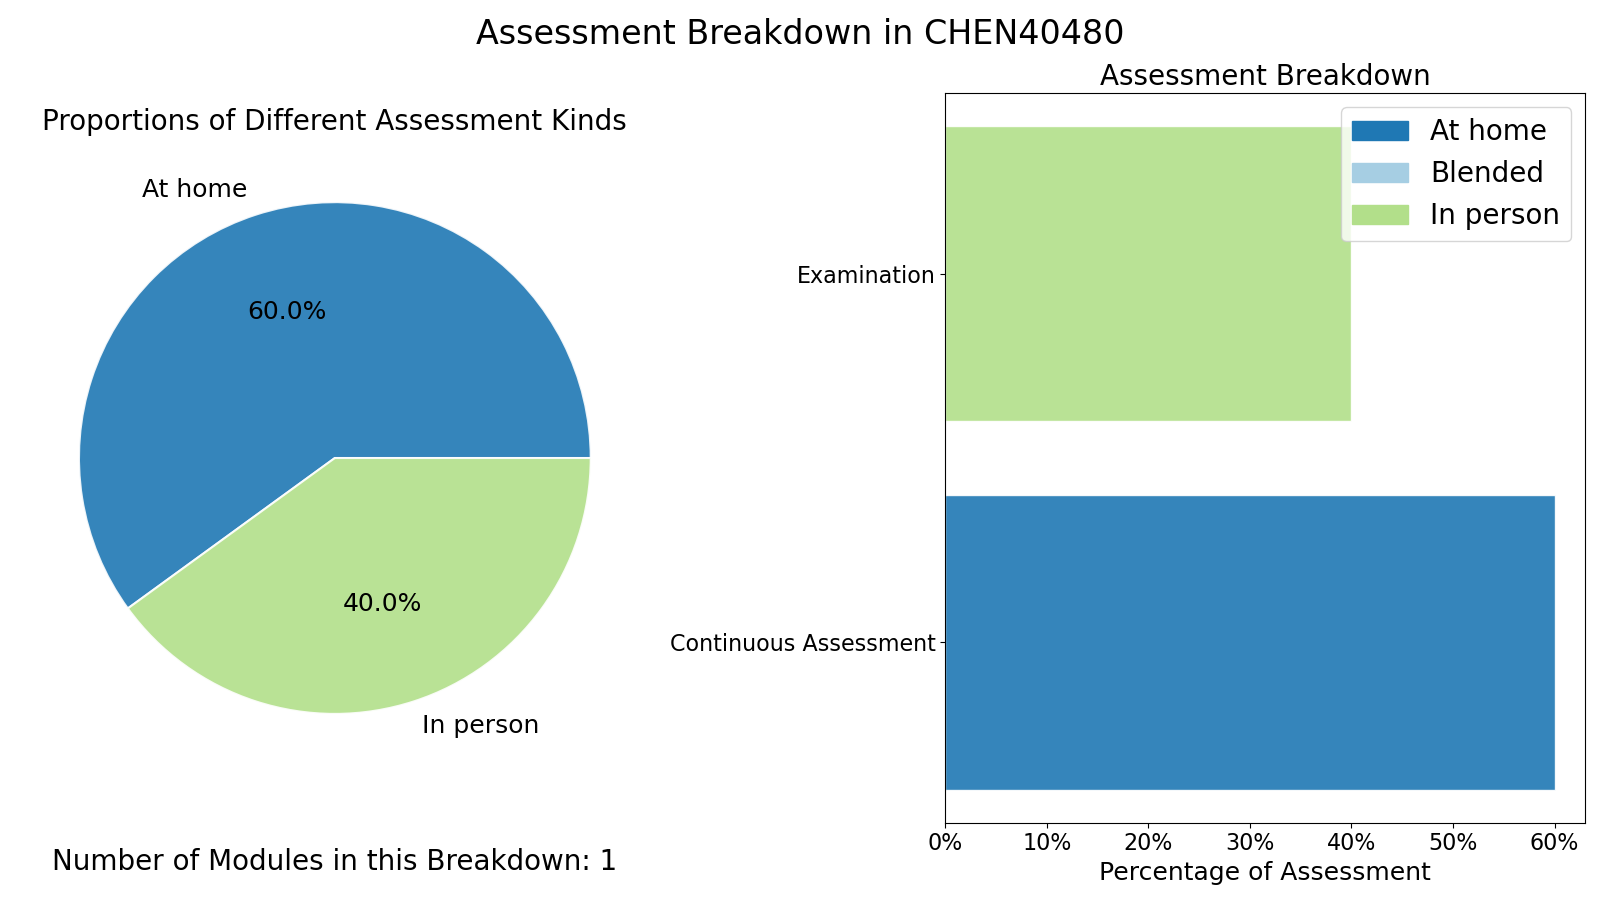 Assessment Breakdown in CHEN40480
Proportions of Different Assessment Kinds
At home
60.0%
40.0%
In person
Number of Modules in this Breakdown: 1
Assessment Breakdown
At home
Blended
In person
Examination
Continuous Assessment
0% 10% 20% 30% 40% 50% 60%
Percentage of Assessment